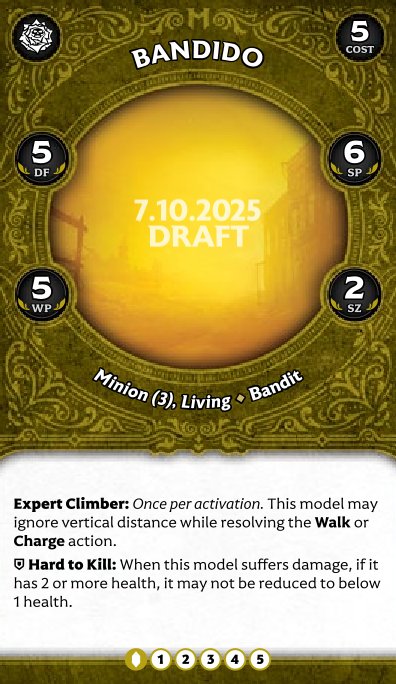 BANDIDO
5
COST
5
DF
6
SP
7.10.2025
DRAFT
5
WP
2
SZ
Minion (3), Living ◆ Bandit
Expert Climber: Once per activation. This model may
ignore vertical distance while resolving the Walk or
Charge action.
Hard to Kill: When this model suffers damage, if it
has 2 or more health, it may not be reduced to below
1 health.
1 2 3 4 5